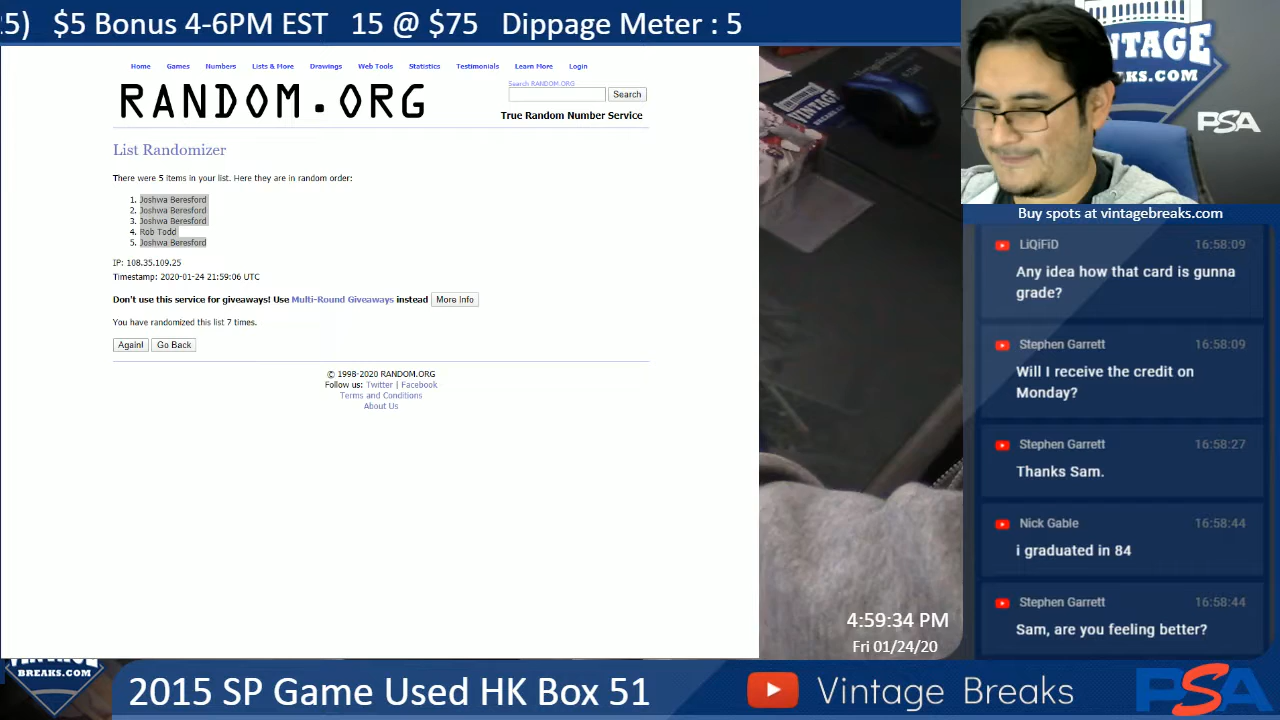 5) $5 Bonus 4-6PM EST 15 @ $75 Dippage Meter : 5
Home Games Numbers Lists & More Drawings Web Tools Statistics Testimonials Learn More Login
RANDOM.ORG
Search RANDOM.ORG
Search
True Random Number Service
List Randomizer
There were 5 items in your list. Here they are in random order:
1. Joshwa Beresford
2. Joshwa Beresford
3. Joshwa Beresford
4. Rob Todd
5. Joshwa Beresford
IP: 108.35.109.25
Timestamp: 2020-01-24 21:59:06 UTC
Don't use this service for giveaways! Use Multi-Round Giveaways instead More Info
You have randomized this list 7 times.
Again! Go Back
© 1998-2020 RANDOM.ORG
Follow us: Twitter | Facebook
Terms and Conditions
About Us
VINTAGE
VINTAGE
BREAKS.COM
PSA
Buy spots at vintagebreaks.com
LiQiFiD 16:58:09
Any idea how that card is gunna
grade?
Stephen Garrett 16:58:09
Will I receive the credit on
Monday?
Stephen Garrett 16:58:27
Thanks Sam.
Nick Gable 16:58:44
i graduated in 84
Stephen Garrett 16:58:44
Sam, are you feeling better?
4:59:34 PM
Fri 01/24/20
VINTAGE
BREAKS.COM
2015 SP Game Used HK Box 51
Vintage Breaks
PSA